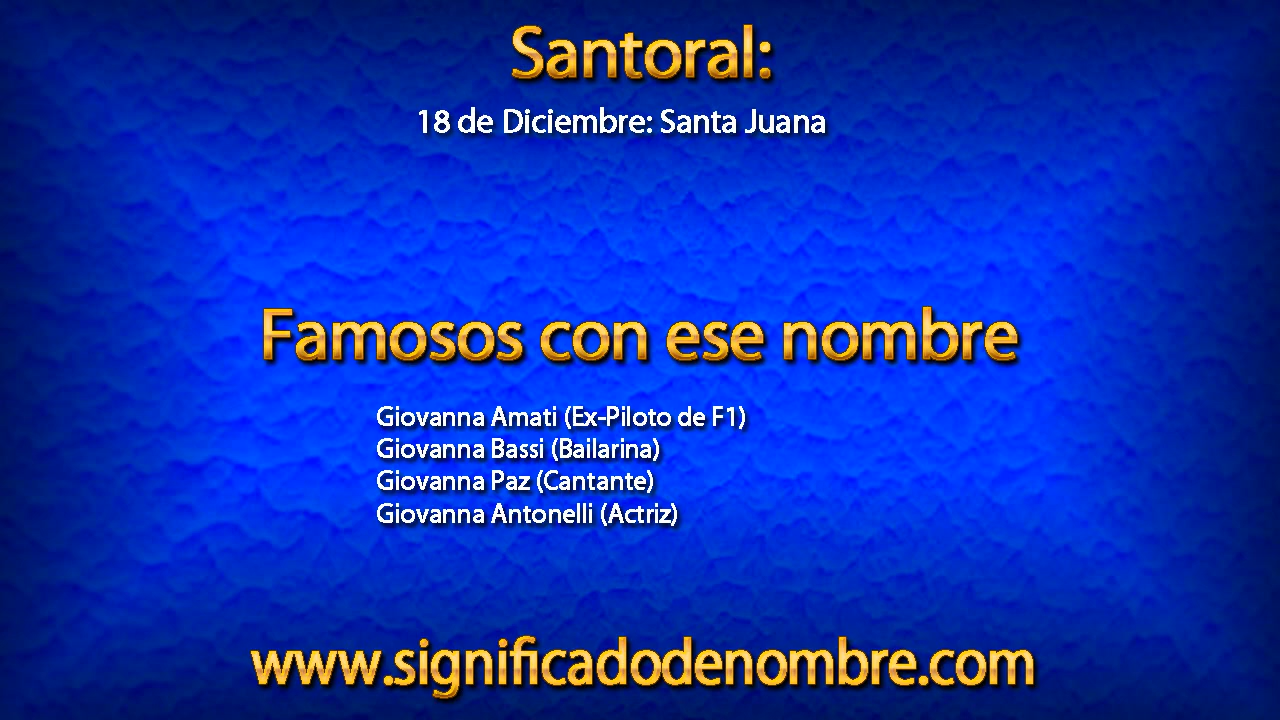 Santoral:
18 de Diciembre: Santa Juana
Famosos con ese nombre
Giovanna Amati (Ex-Piloto de F1)
Giovanna Bassi (Bailarina)
Giovanna Paz (Cantante)
Giovanna Antonelli (Actriz)
www.significadodenombre.com